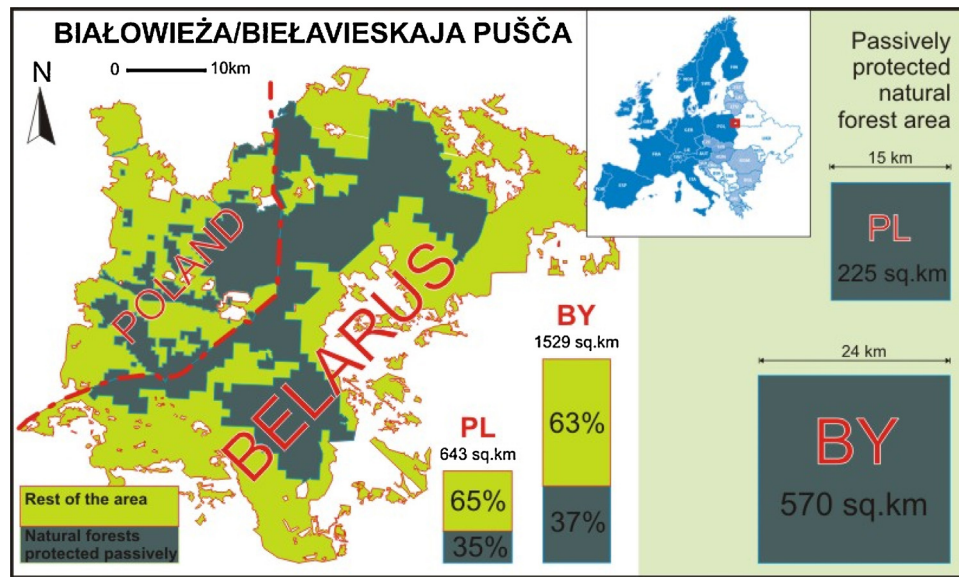 BIAŁOWIEŻA/BIEŁAVIESKAJA PUŠČA
N
0 10km
POLAND
BELARUS
Rest of the area
Natural forests
protected passively
PL
643 sq.km
65%
35%
BY
1529 sq.km
63%
37%
Passively
protected
natural
forest area
15 km
PL
225 sq.km
24 km
BY
570 sq.km